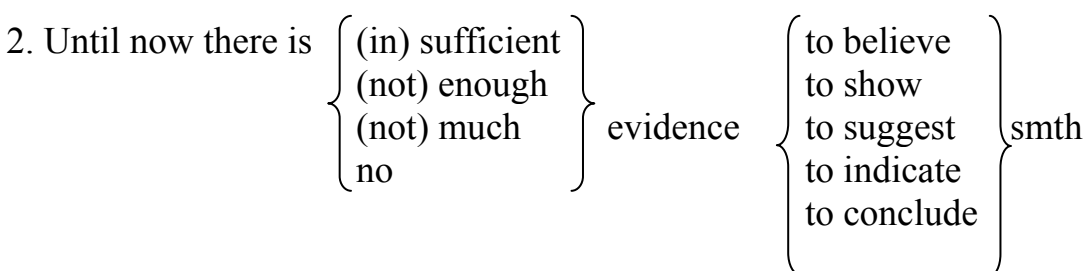 2. Until now there is (in) sufficient to believe
(not) enough to show
(not) much evidence to suggest smth
no to indicate
to conclude